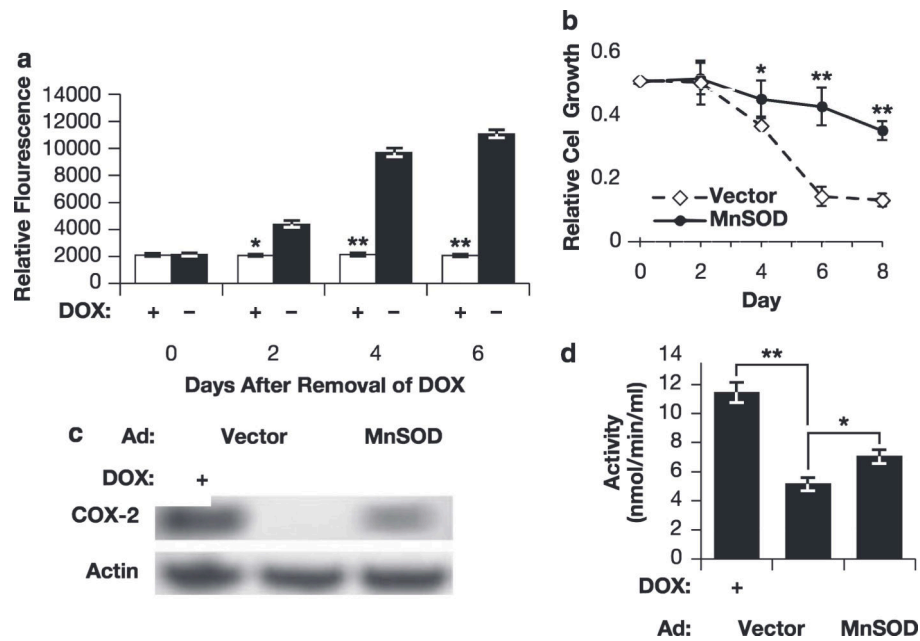 a
Relative Flourescence
14000
12000
10000
8000
6000
4000
2000
0
* ** **
DOX: + − + − + − + −
0 2 4 6
Days After Removal of DOX
b
Relative Cel Growth
0.6
0.4
0.2
0
* ** **
Vector
MnSOD
0 2 4 6 8
Day
c Ad: Vector MnSOD
DOX: +
COX-2
Actin
d
Activity
(nmol/min/ml)
14
12
10
8
6
4
2
0
**
*
DOX: +
Ad: Vector MnSOD